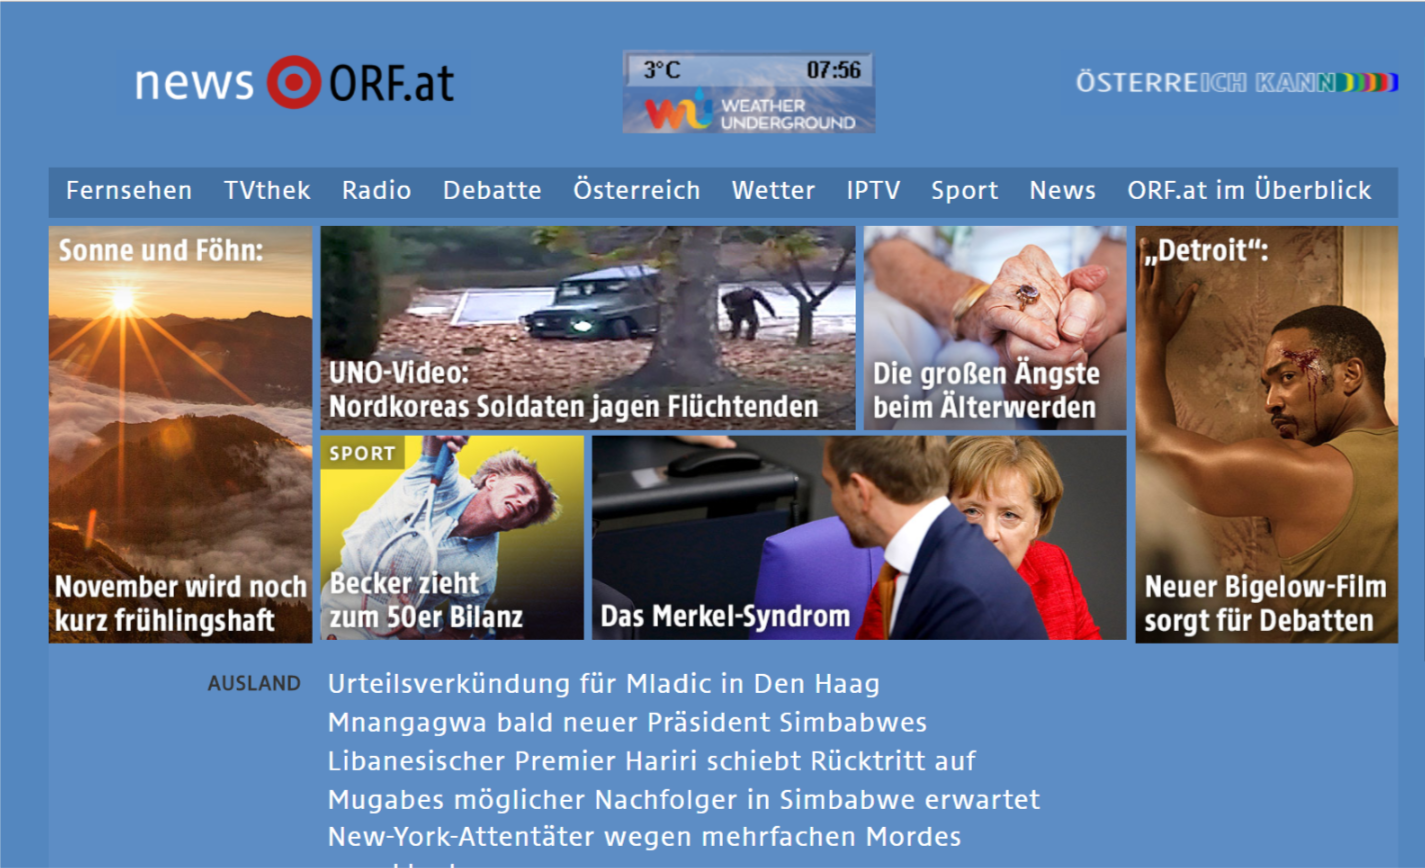 news ORF.at
3°C 07:56
WEATHER
UNDERGROUND
ÖSTERREICH KANN
Fernsehen TVthek Radio Debatte Österreich Wetter IPTV Sport News ORF.at im Überblick
Sonne und Föhn:
November wird noch
kurz frühlingshaft
UNO-Video:
Nordkoreas Soldaten jagen Flüchtenden
Die großen Ängste
beim Älterwerden
„Detroit“:
Neuer Bigelow-Film
sorgt für Debatten
SPORT
Becker zieht
zum 50er Bilanz
Das Merkel-Syndrom
AUSLAND
Urteilsverkündung für Mladic in Den Haag
Mnangagwa bald neuer Präsident Simbabwes
Libanesischer Premier Hariri schiebt Rücktritt auf
Mugabes möglicher Nachfolger in Simbabwe erwartet
New-York-Attentäter wegen mehrfachen Mordes